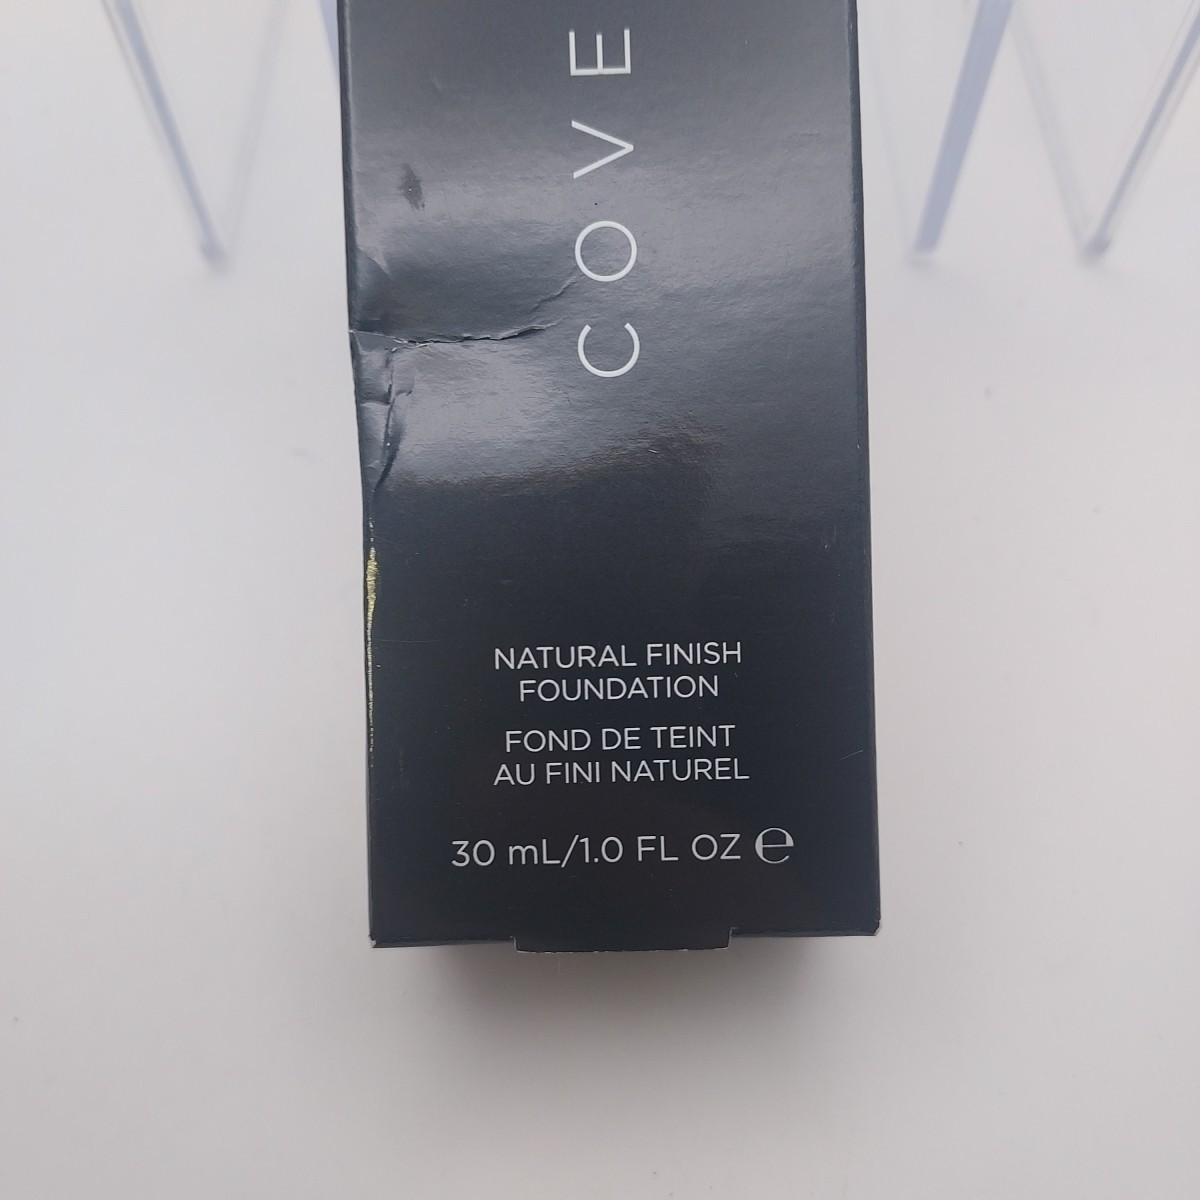 COVE
NATURAL FINISH
FOUNDATION
FOND DE TEINT
AU FINI NATUREL
30 mL/1.0 FL OZ ℮